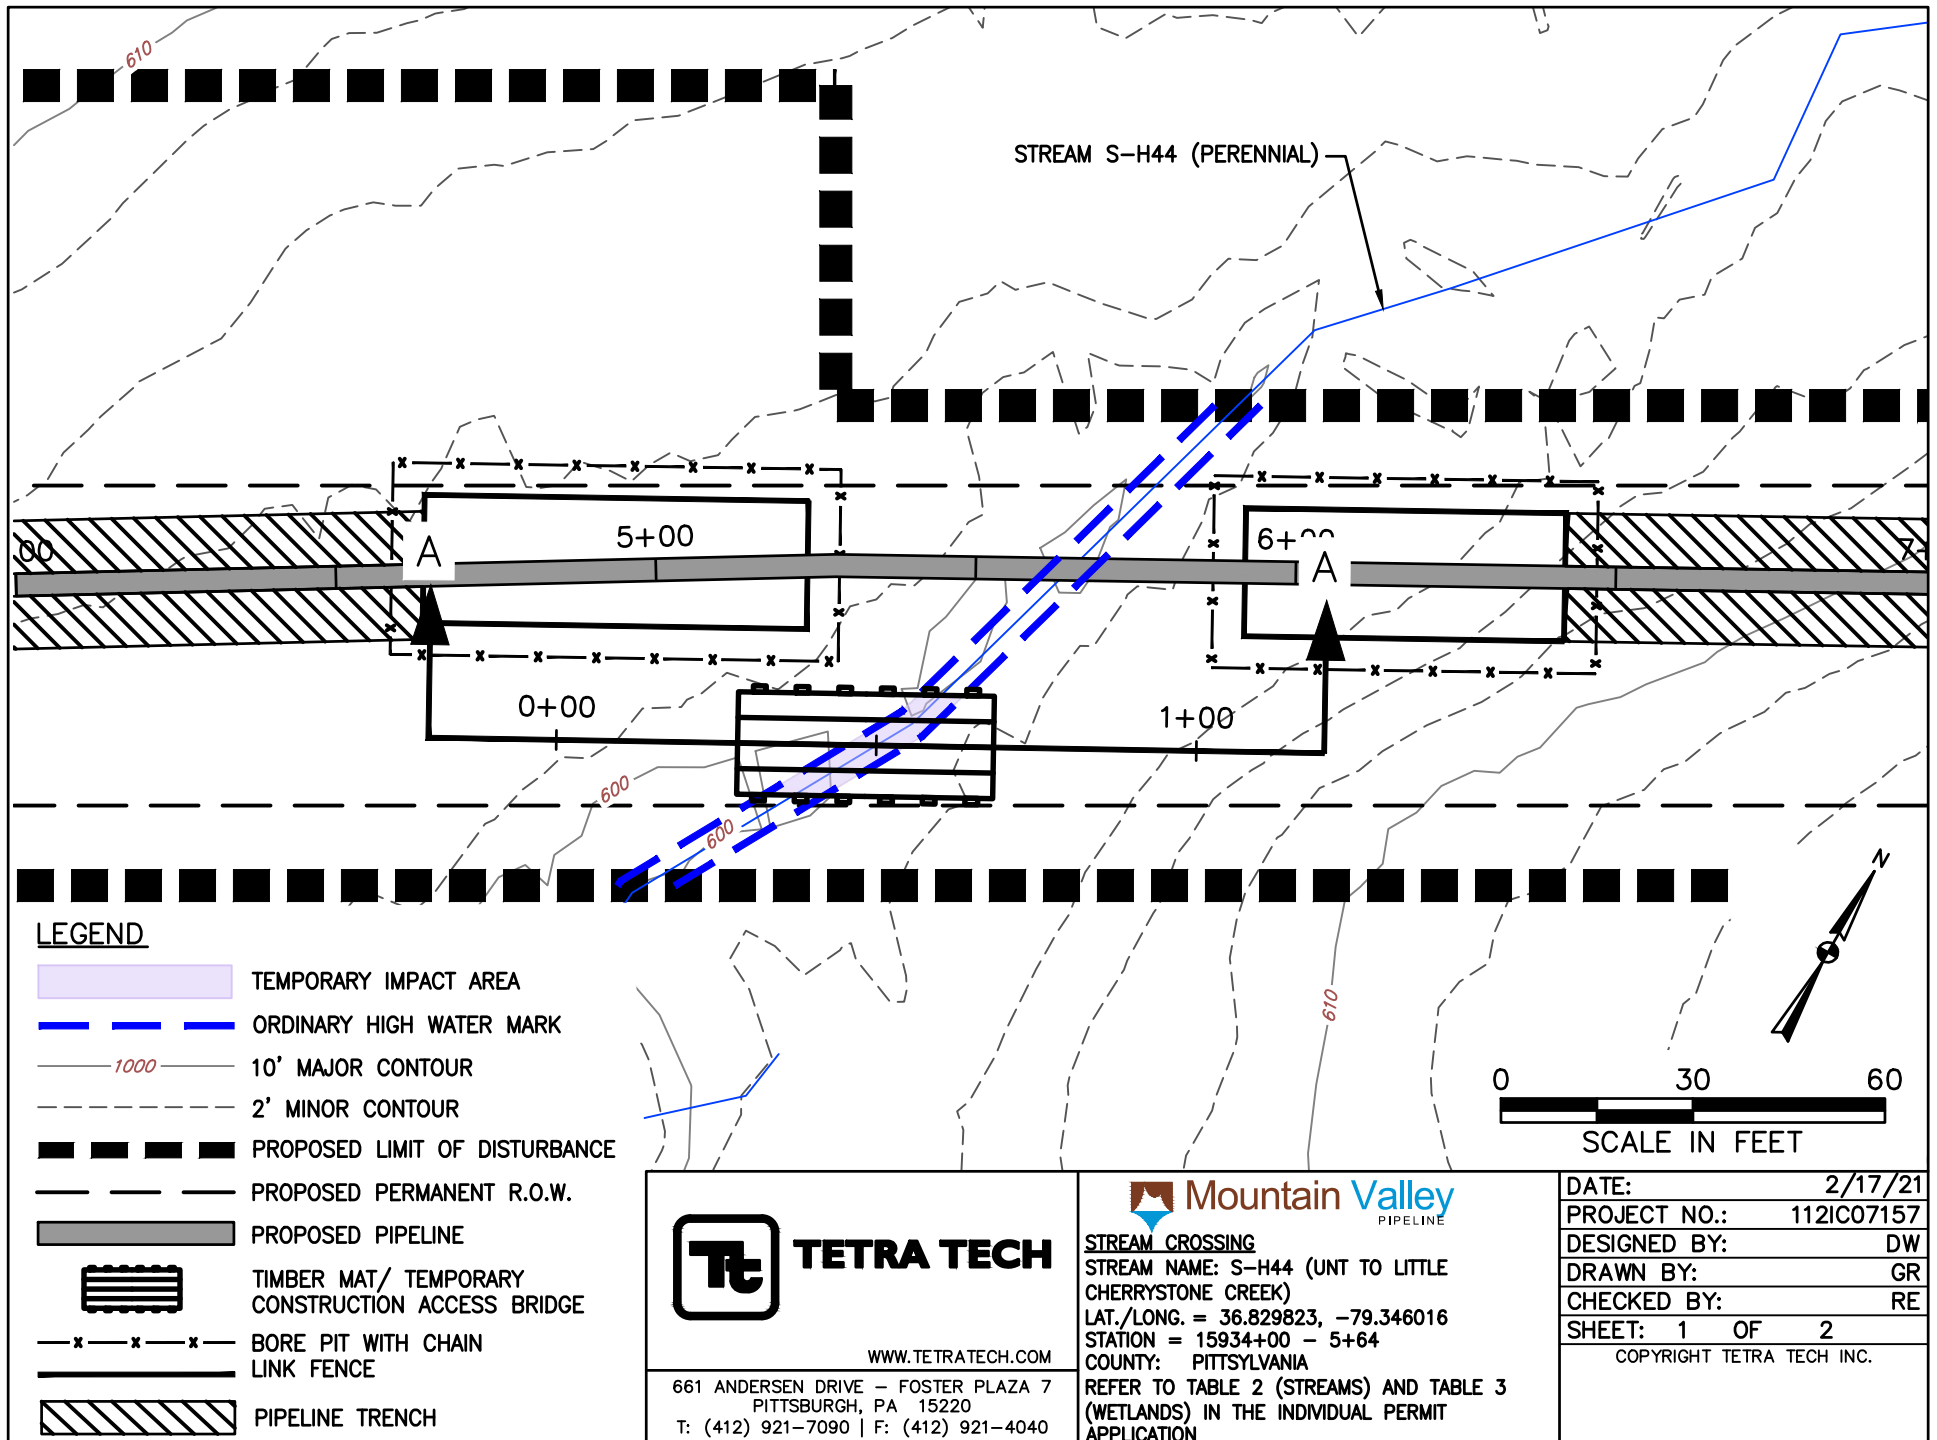 610
STREAM S-H44 (PERENNIAL)
00
A
5+00
6+00
A
7
0+00
1+00
600
600
N
610
LEGEND
TEMPORARY IMPACT AREA
ORDINARY HIGH WATER MARK
1000
10' MAJOR CONTOUR
2' MINOR CONTOUR
PROPOSED LIMIT OF DISTURBANCE
PROPOSED PERMANENT R.O.W.
PROPOSED PIPELINE
TIMBER MAT/ TEMPORARY
CONSTRUCTION ACCESS BRIDGE
BORE PIT WITH CHAIN
LINK FENCE
PIPELINE TRENCH
0 30 60
SCALE IN FEET
Tt TETRA TECH
WWW.TETRATECH.COM
661 ANDERSEN DRIVE – FOSTER PLAZA 7
PITTSBURGH, PA 15220
T: (412) 921-7090 | F: (412) 921-4040
Mountain Valley
PIPELINE
STREAM CROSSING
STREAM NAME: S-H44 (UNT TO LITTLE
CHERRYSTONE CREEK)
LAT./LONG. = 36.829823, -79.346016
STATION = 15934+00 - 5+64
COUNTY: PITTSYLVANIA
REFER TO TABLE 2 (STREAMS) AND TABLE 3
(WETLANDS) IN THE INDIVIDUAL PERMIT
APPLICATION
DATE: 2/17/21
PROJECT NO.: 112IC07157
DESIGNED BY: DW
DRAWN BY: GR
CHECKED BY: RE
SHEET: 1 OF 2
COPYRIGHT TETRA TECH INC.